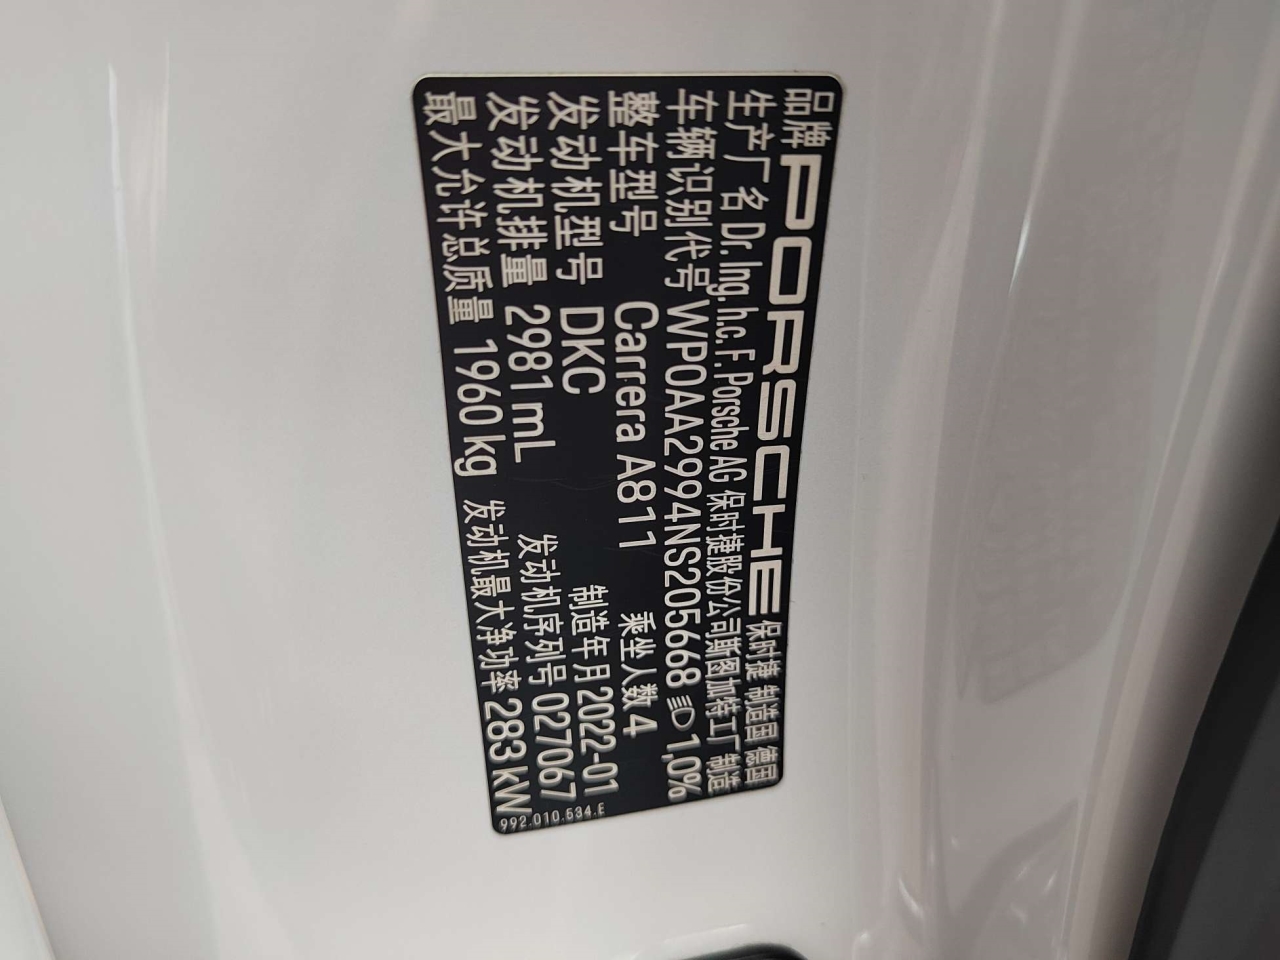 品牌 PORSCHE 保时捷 制造国 德国
生产厂名 Dr. Ing. h.c. F. Porsche AG 保时捷股份公司斯图加特工厂制造
车辆识别代号 WP0AA2994NS205668 1,0%
整车型号 Carrera A811 乘坐人数 4
发动机型号 DKC 制造年月 2022-01
发动机排量 2981 mL 发动机序列号 027067
最大允许总质量 1960 kg 发动机最大净功率 283 kW
992.010.534.E